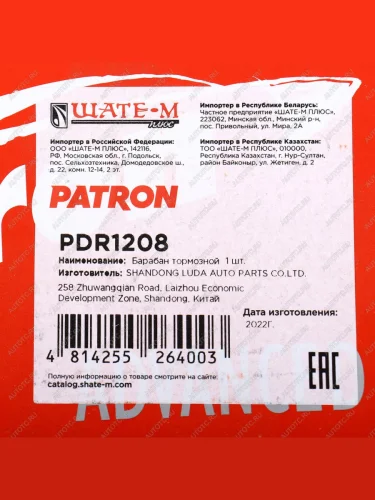 ШАТЕ-М
ПЛЮС
Импортер в Российской Федерации:
ООО «ШАТЕ-М ПЛЮС», 142116,
РФ, Московская обл., г. Подольск,
пос. Сельхозтехника, Домодедовское ш.,
д. 22, комн. 12-14, 2 эт.
Импортер в Республике Беларусь:
Частное предприятие «ШАТЕ-М ПЛЮС»,
223062, Минская обл., Минский р-н,
пос. Привольный, ул. Мира, 2А
Импортер в Республике Казахстан:
ТОО «ШАТЕ-М ПЛЮС», 010000,
Республика Казахстан, г. Нур-Султан,
район Байконыр, ул. Жетиген, д. 2
PATRON
PDR1208
Наименование: Барабан тормозной 1 шт.
Изготовитель: SHANDONG LUDA AUTO PARTS CO.LTD.
258 Zhuwangqian Road, Laizhou Economic
Development Zone, Shandong, Китай
Дата изготовления:
2022Г.
4 814255 264003
EAC
Полную информацию о товаре смотрите на сайте:
catalog.shate-m.com
ADVANCED